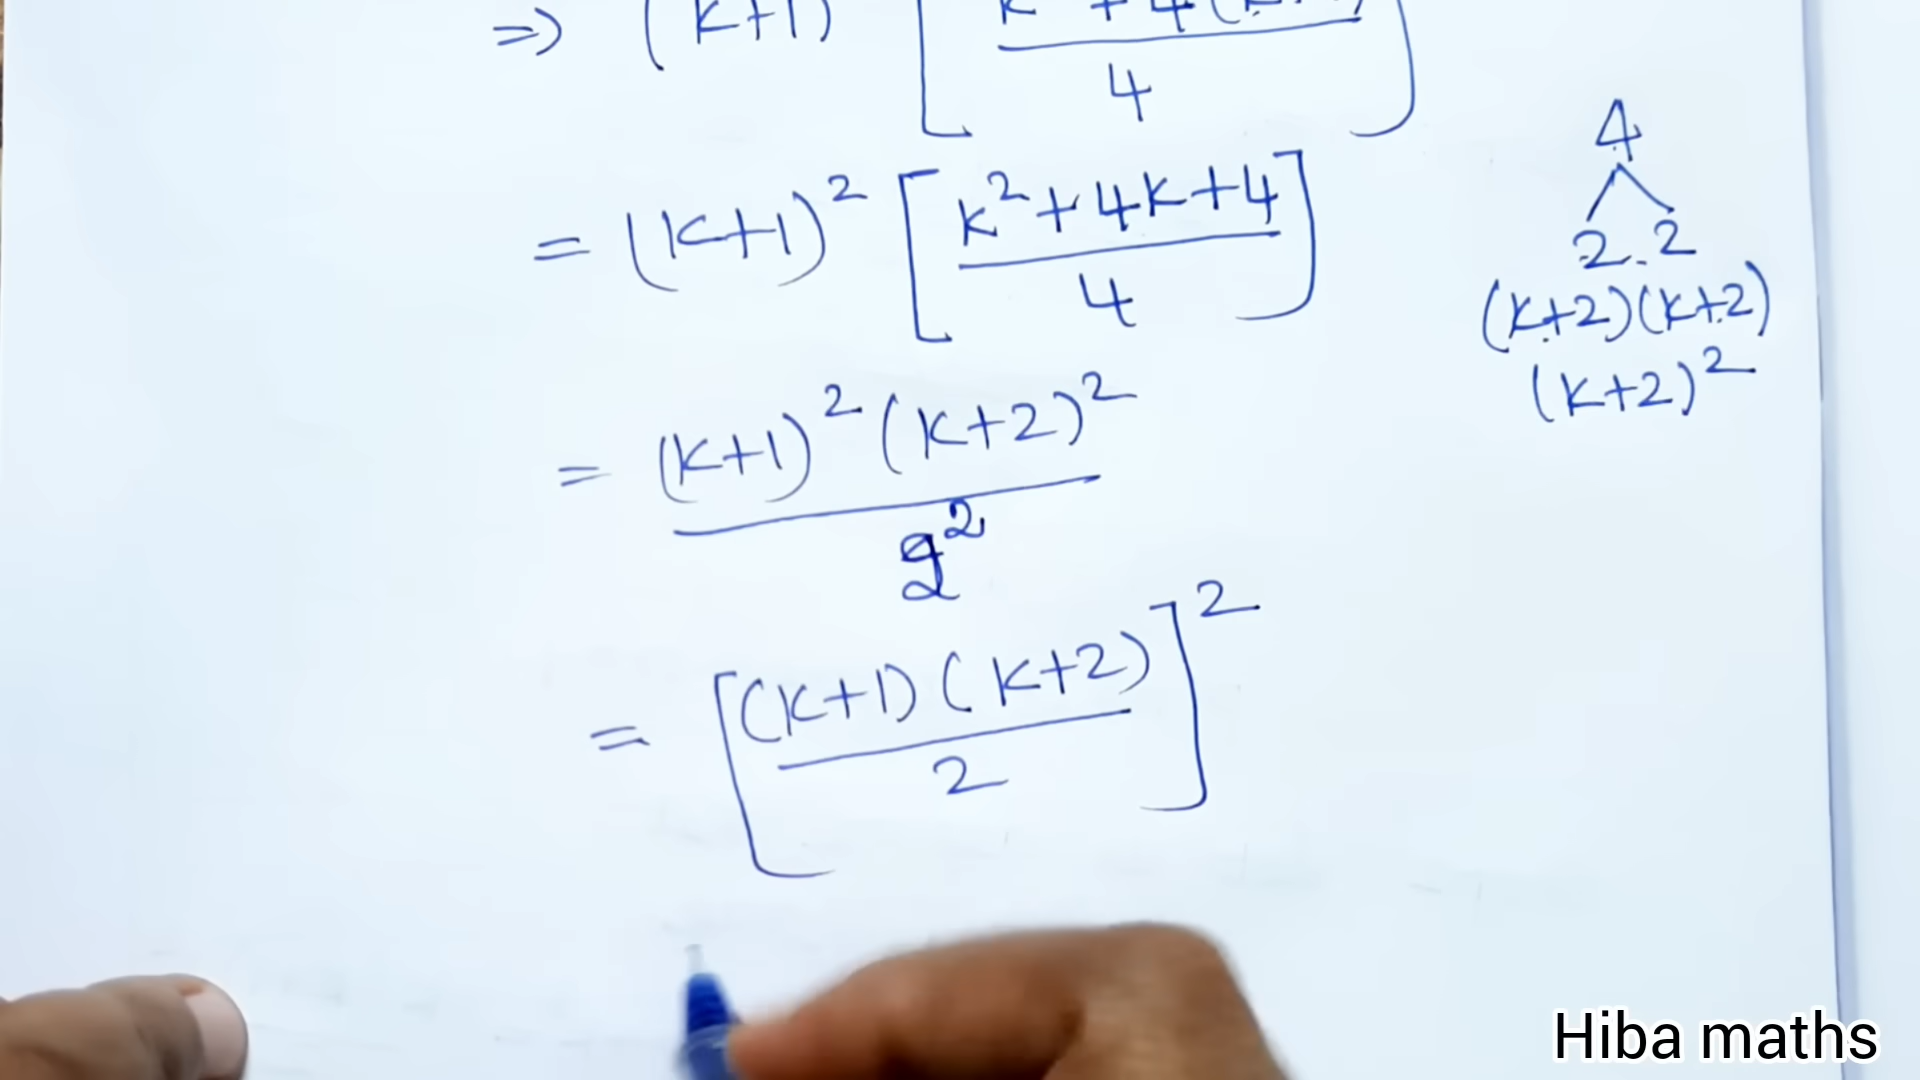 ⇒ (k+1) [k + 4(k / 4]
= (k+1)² [k²+4k+4 / 4]
= (k+1)² (k+2)² / 2²
= [(k+1)(k+2) / 2]²
4
2 . 2
(k+2)(k+2)
(k+2)²
Hiba maths